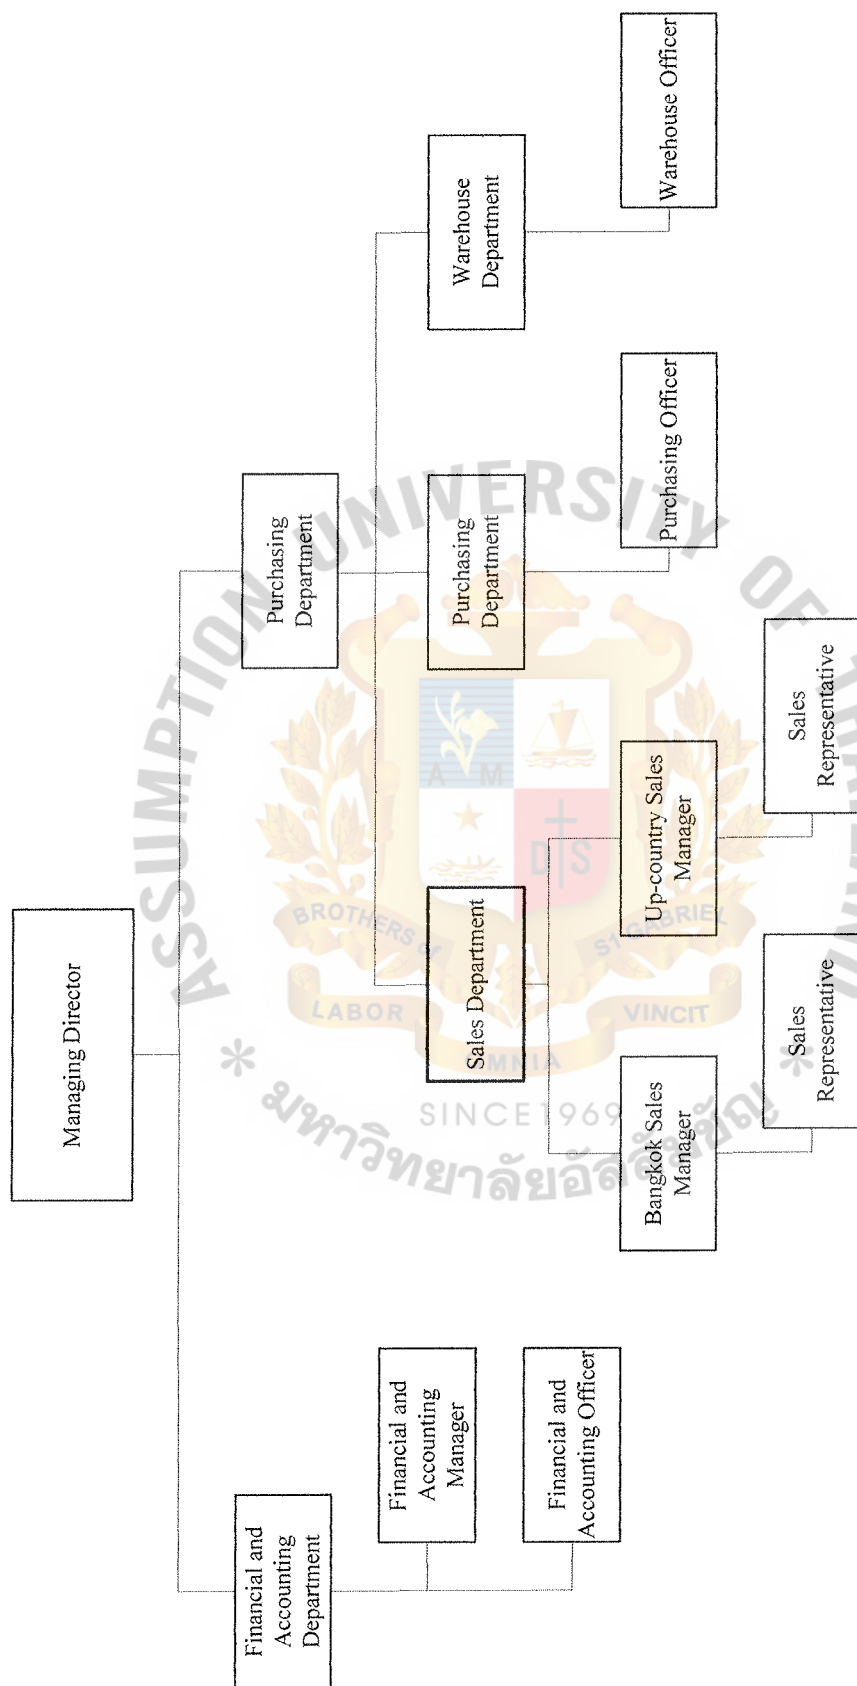 Managing Director
Financial and
Accounting
Department
Purchasing
Department
Financial and
Accounting
Manager
Financial and
Accounting Officer
Sales Department
Purchasing
Department
Warehouse
Department
Bangkok Sales
Manager
Up-country Sales
Manager
Purchasing Officer
Warehouse Officer
Sales
Representative
Sales
Representative
ASSUMPTION UNIVERSITY OF
A M
D S
BROTHERS of
ST GABRIEL
LABOR
OMNIA
VINCIT
SINCE 1969